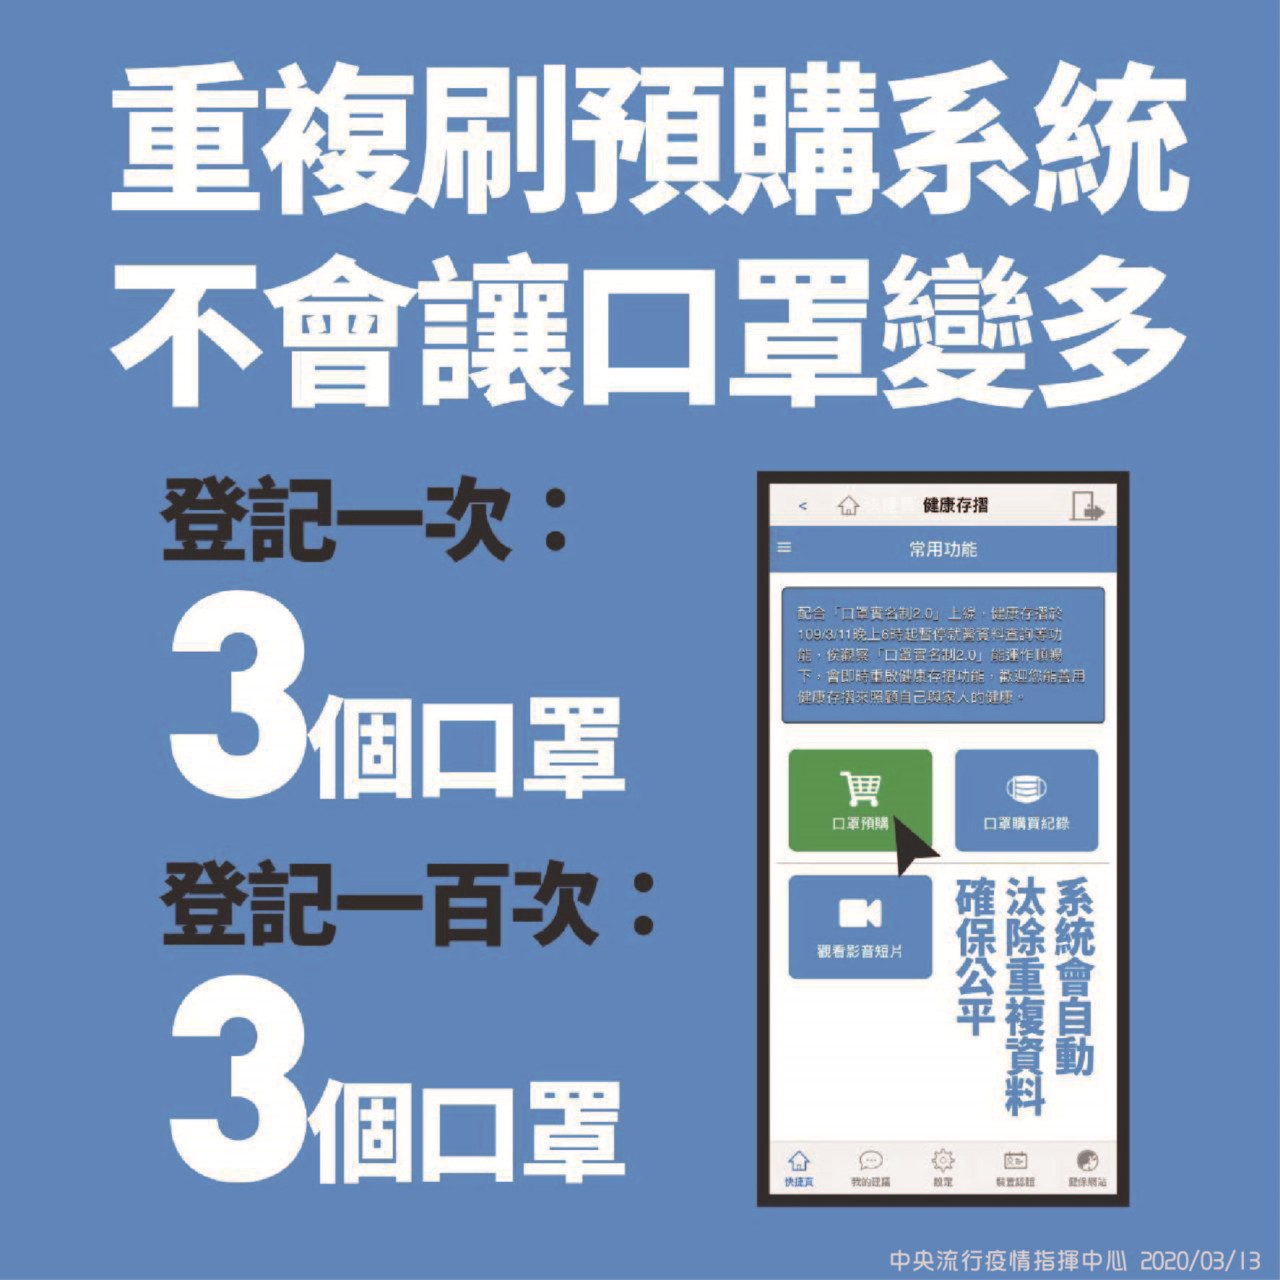 重複刷預購系統
不會讓口罩變多
登記一次：
3個口罩
登記一百次：
3個口罩
< 健康存摺
常用功能
配合「口罩實名制2.0」上線，健康存摺於
109/3/11晚上6時起暫停就醫資料查詢等功
能，俟觀察「口罩實名制2.0」能運作順暢
下，會即時重啟健康存摺功能，歡迎您能善用
健康存摺來照顧自己與家人的健康。
口罩預購
口罩購買紀錄
觀看影音短片
系統會自動
汰除重複資料
確保公平
快捷頁
我的建議
設定
裝置認證
健保網站
中央流行疫情指揮中心 2020/03/13